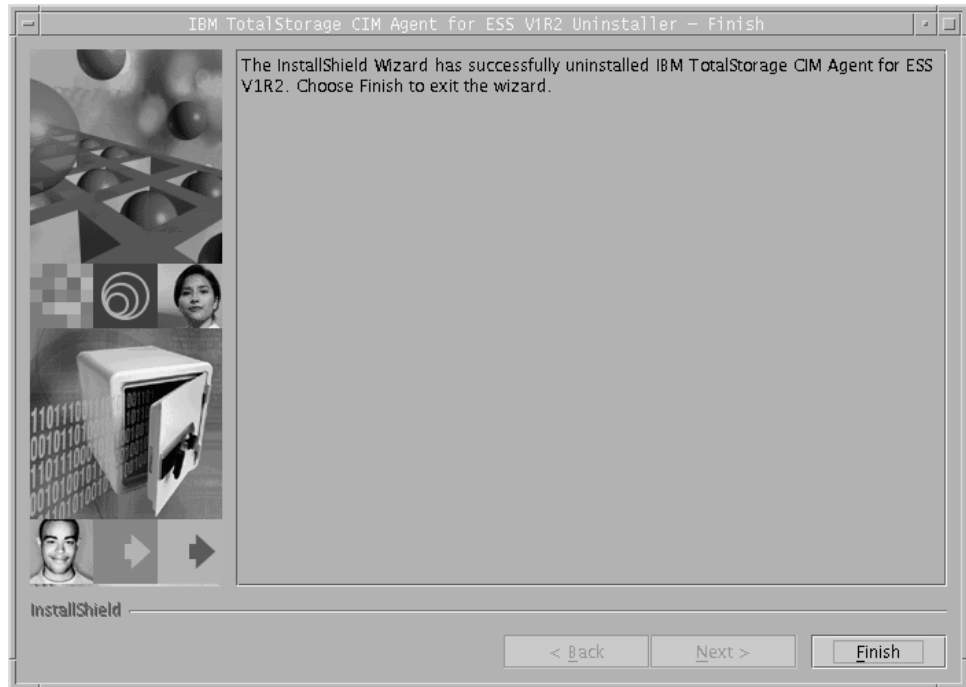 IBM TotalStorage CIM Agent for ESS V1R2 Uninstaller – Finish
The InstallShield Wizard has successfully uninstalled IBM TotalStorage CIM Agent for ESS
V1R2. Choose Finish to exit the wizard.
InstallShield
< Back
Next >
Finish